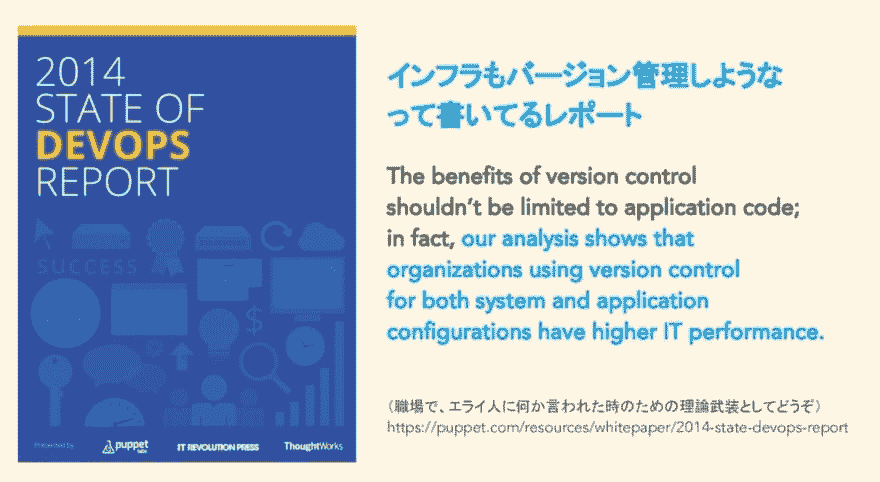 2014
STATE OF
DEVOPS
REPORT
SUCCESS
$
Presented by
puppet
labs
IT REVOLUTION PRESS
ThoughtWorks
インフラもバージョン管理しような
って書いてるレポート
The benefits of version control
shouldn't be limited to application code;
in fact, our analysis shows that
organizations using version control
for both system and application
configurations have higher IT performance.
（職場で、エライ人に何か言われた時のための理論武装としてどうぞ）
https://puppet.com/resources/whitepaper/2014-state-devops-report